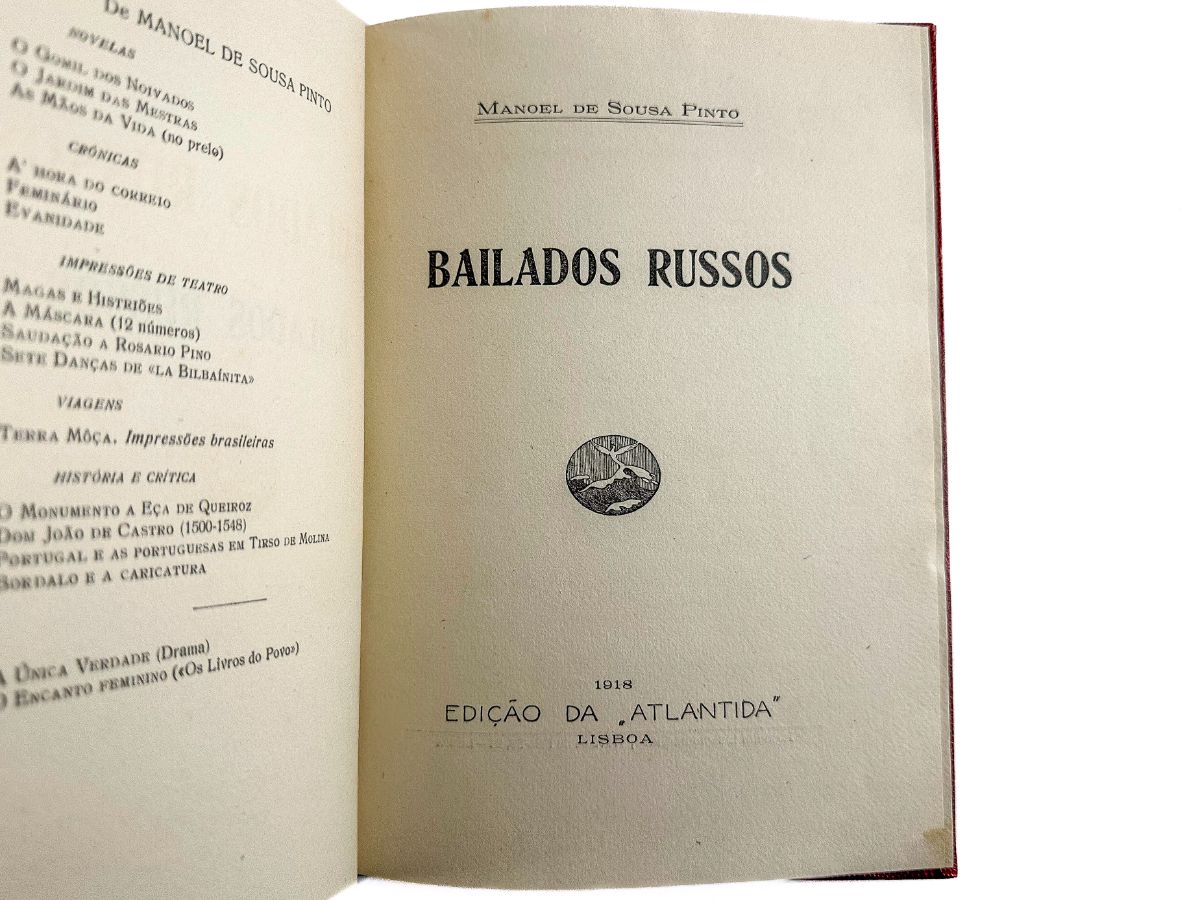 De MANOEL DE SOUSA PINTO
NOVELAS
O GOMIL DOS NOIVADOS
O JARDIM DAS MESTRAS
AS MÃOS DA VIDA (no prelo)
CRÓNICAS
A' HORA DO CORREIO
FEMINÁRIO
EVANIDADE
IMPRESSÕES DE TEATRO
MAGAS E HISTRIÕES
A MÁSCARA (12 números)
SAUDAÇÃO A ROSARIO PINO
SETE DANÇAS DE «LA BILBAÍNITA»
VIAGENS
TERRA MÔÇA. Impressões brasileiras
HISTÓRIA E CRÍTICA
O MONUMENTO A EÇA DE QUEIROZ
DOM JOÃO DE CASTRO (1500-1548)
PORTUGAL E AS PORTUGUESAS EM TIRSO DE MOLINA
BORDALO E A CARICATURA
A ÚNICA VERDADE (Drama)
O ENCANTO FEMININO («Os Livros do Povo»)
MANOEL DE SOUSA PINTO
BAILADOS RUSSOS
1918
EDIÇÃO DA „ATLANTIDA"
LISBOA